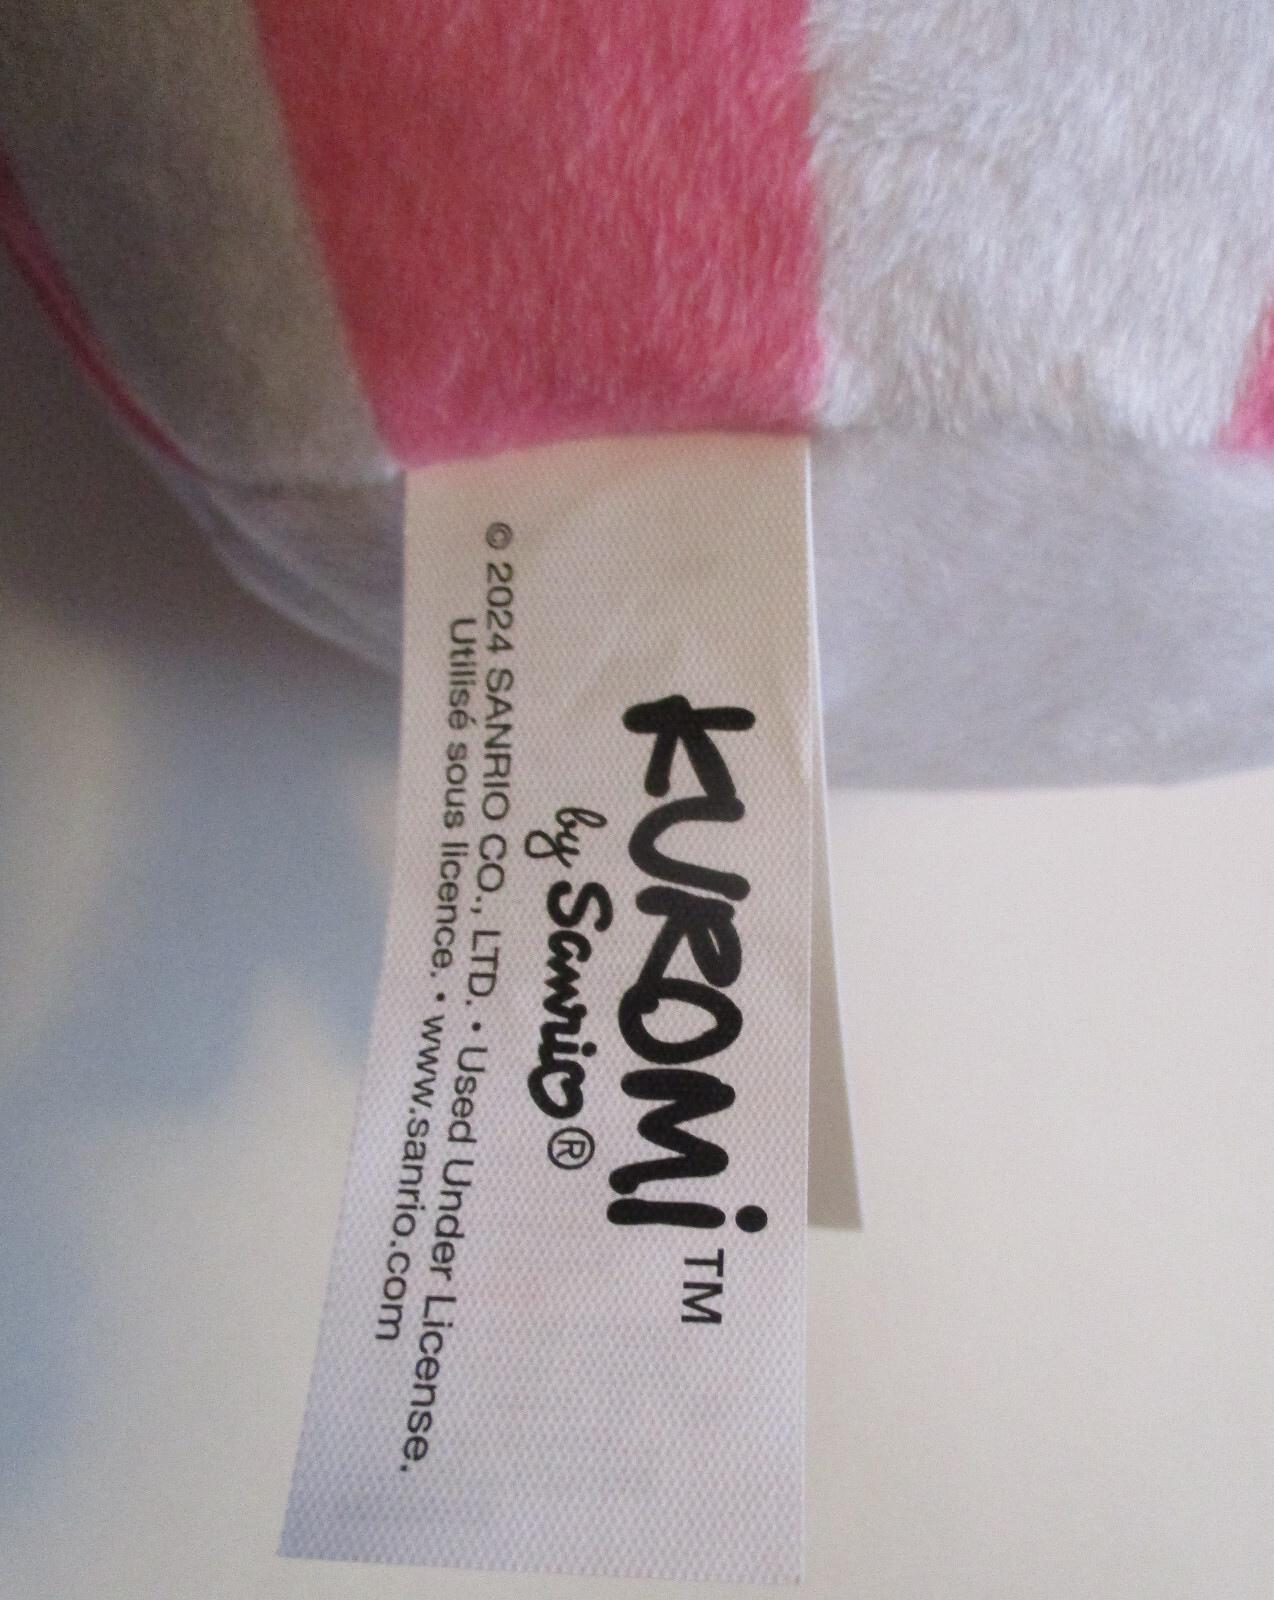 KUROMi™
by Sanrio®
© 2024 SANRIO CO., LTD. • Used Under License.
Utilisé sous licence. • www.sanrio.com